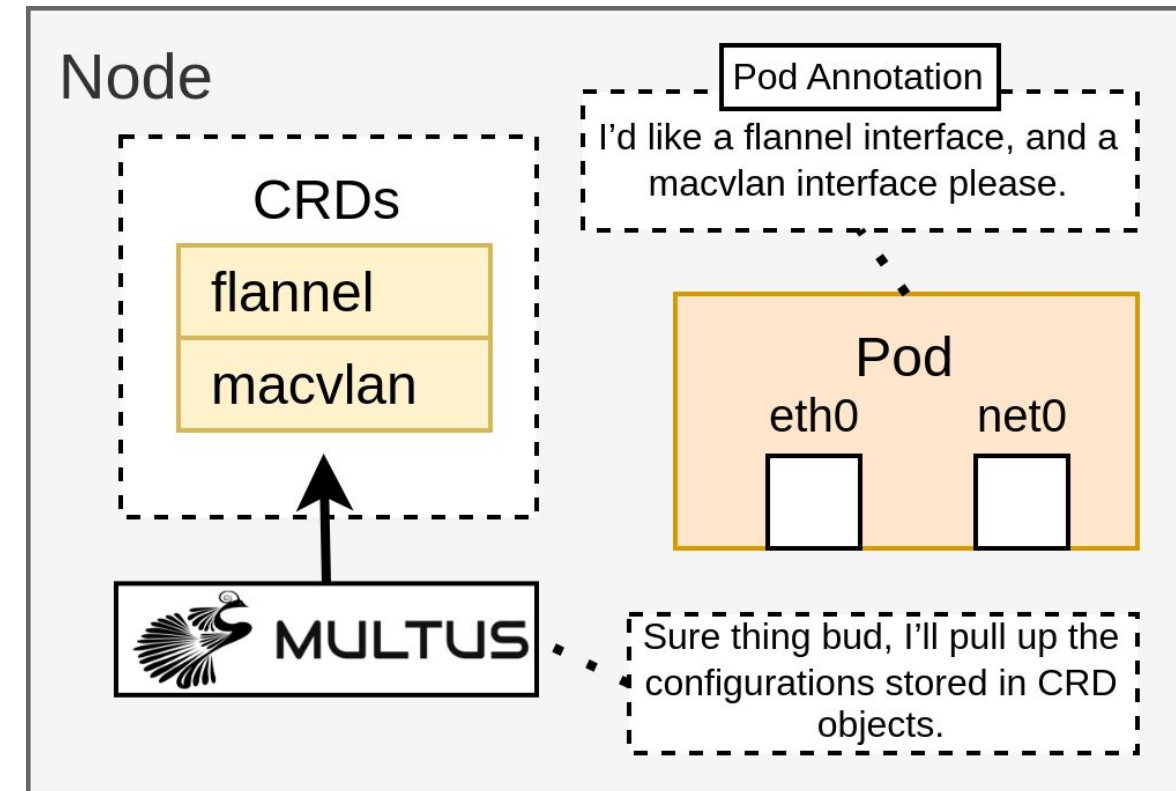 Node
Pod Annotation
I'd like a flannel interface, and a
macvlan interface please.
CRDs
flannel
macvlan
Pod
eth0 net0
MULTUS
Sure thing bud, I'll pull up the
configurations stored in CRD
objects.